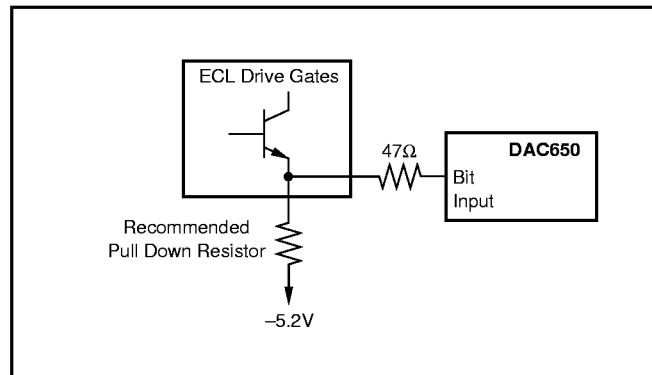 ECL Drive Gates
47Ω
DAC650
Bit
Input
Recommended
Pull Down Resistor
–5.2V